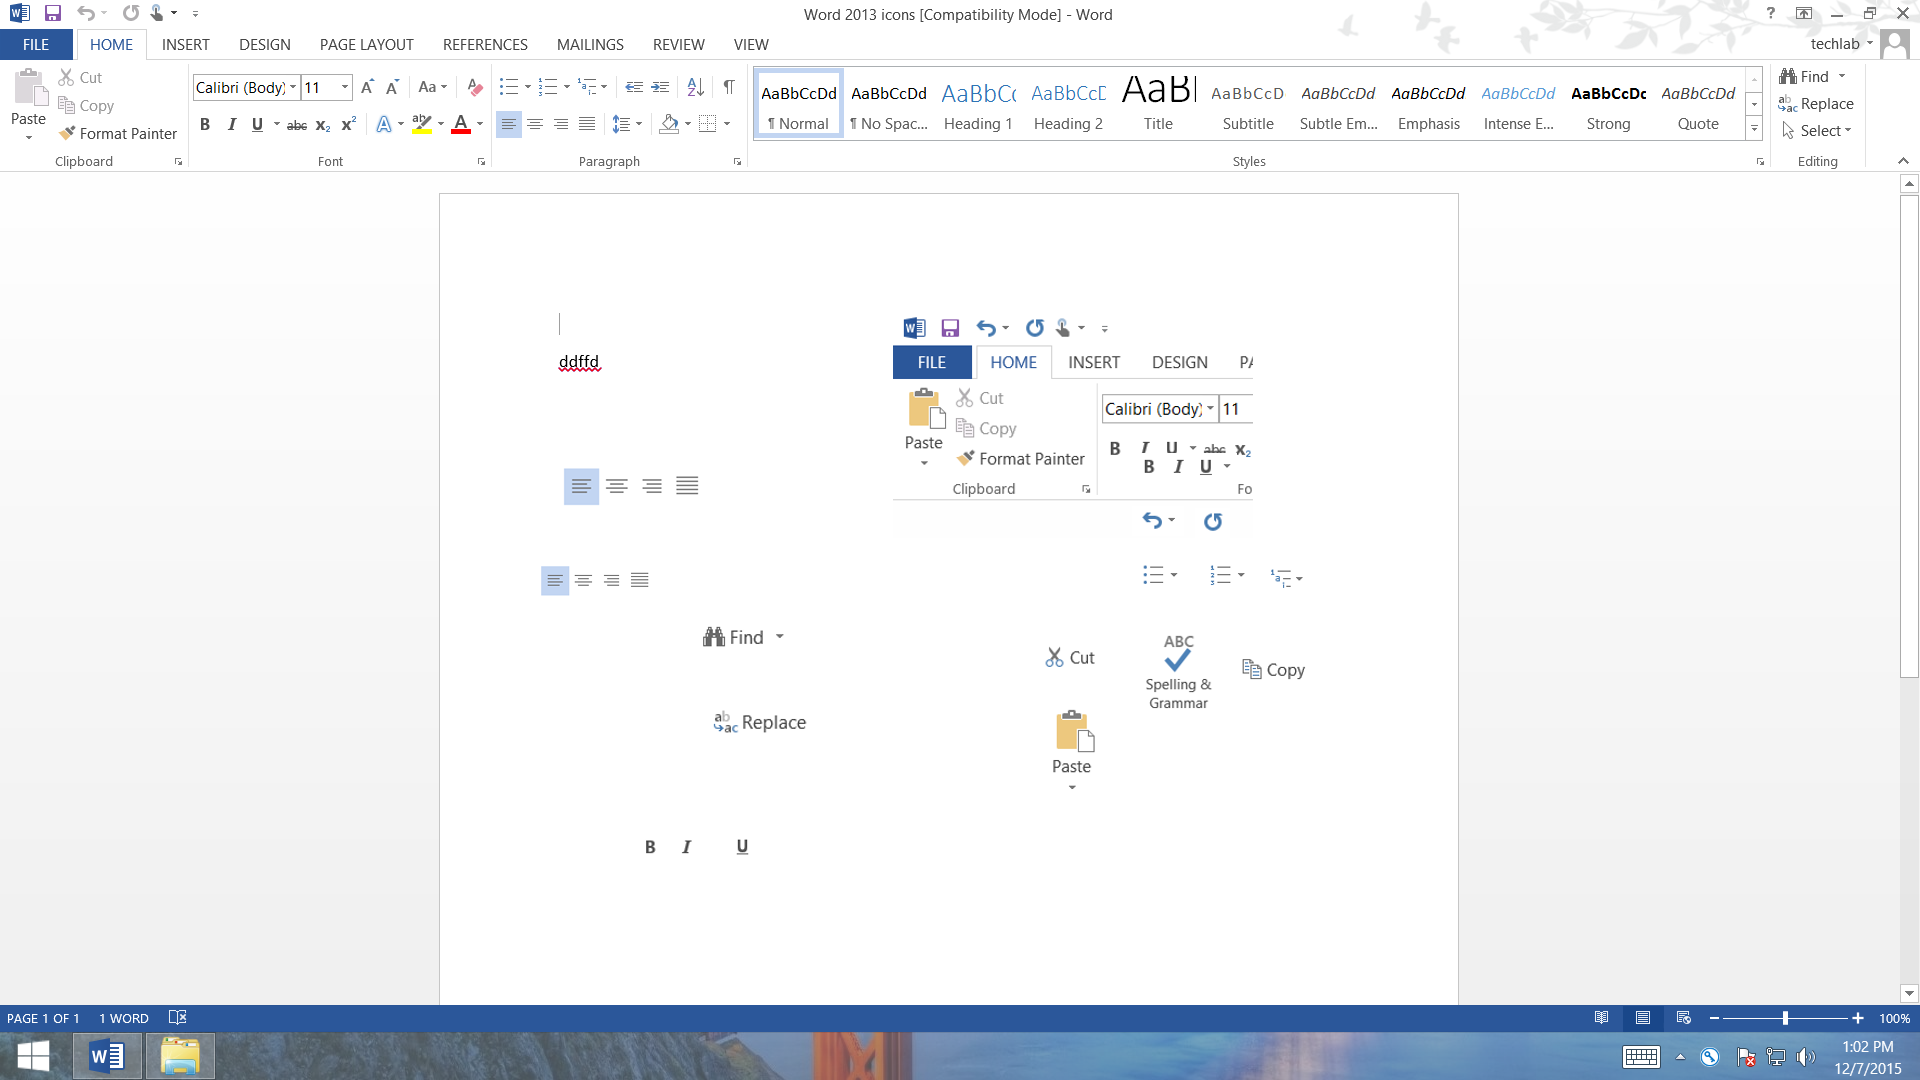 Word 2013 icons [Compatibility Mode] - Word
FILE HOME INSERT DESIGN PAGE LAYOUT REFERENCES MAILINGS REVIEW VIEW
techlab
Paste
Cut
Copy
Format Painter
Clipboard
Calibri (Body) 11
Aa
B I U abc x₂ x²
A ab A
Font
Paragraph
AaBbCcDd AaBbCcDd AaBbCc AaBbCcD AaBb AaBbCcD AaBbCcDd AaBbCcDd AaBbCcDd AaBbCcDc AaBbCcDd
¶ Normal ¶ No Spac... Heading 1 Heading 2 Title Subtitle Subtle Em... Emphasis Intense E... Strong Quote
Styles
Find
Replace
Select
Editing
ddffd
FILE HOME INSERT DESIGN PA
Cut
Copy
Paste
Format Painter
Clipboard
Calibri (Body) 11
B I U abc x₂
B I U
Fo
Find
Replace
Cut
ABC
Spelling &
Grammar
Copy
Paste
B I U
PAGE 1 OF 1 1 WORD
100%
1:02 PM
12/7/2015